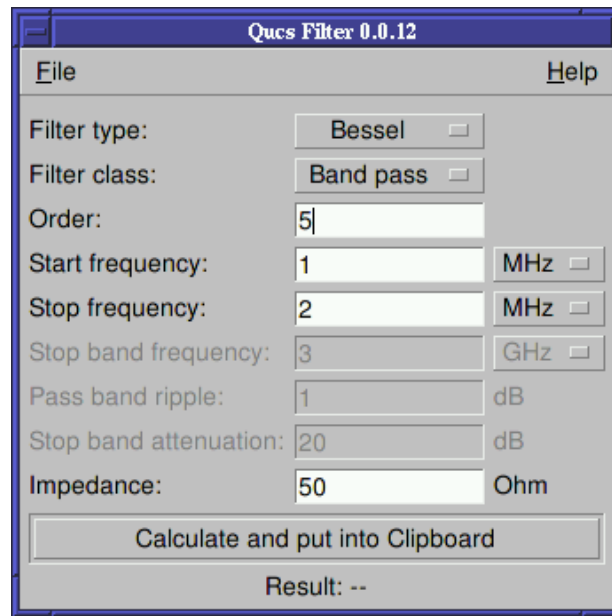 Qucs Filter 0.0.12
File Help
Filter type: Bessel
Filter class: Band pass
Order: 5
Start frequency: 1 MHz
Stop frequency: 2 MHz
Stop band frequency: 3 GHz
Pass band ripple: 1 dB
Stop band attenuation: 20 dB
Impedance: 50 Ohm
Calculate and put into Clipboard
Result: --